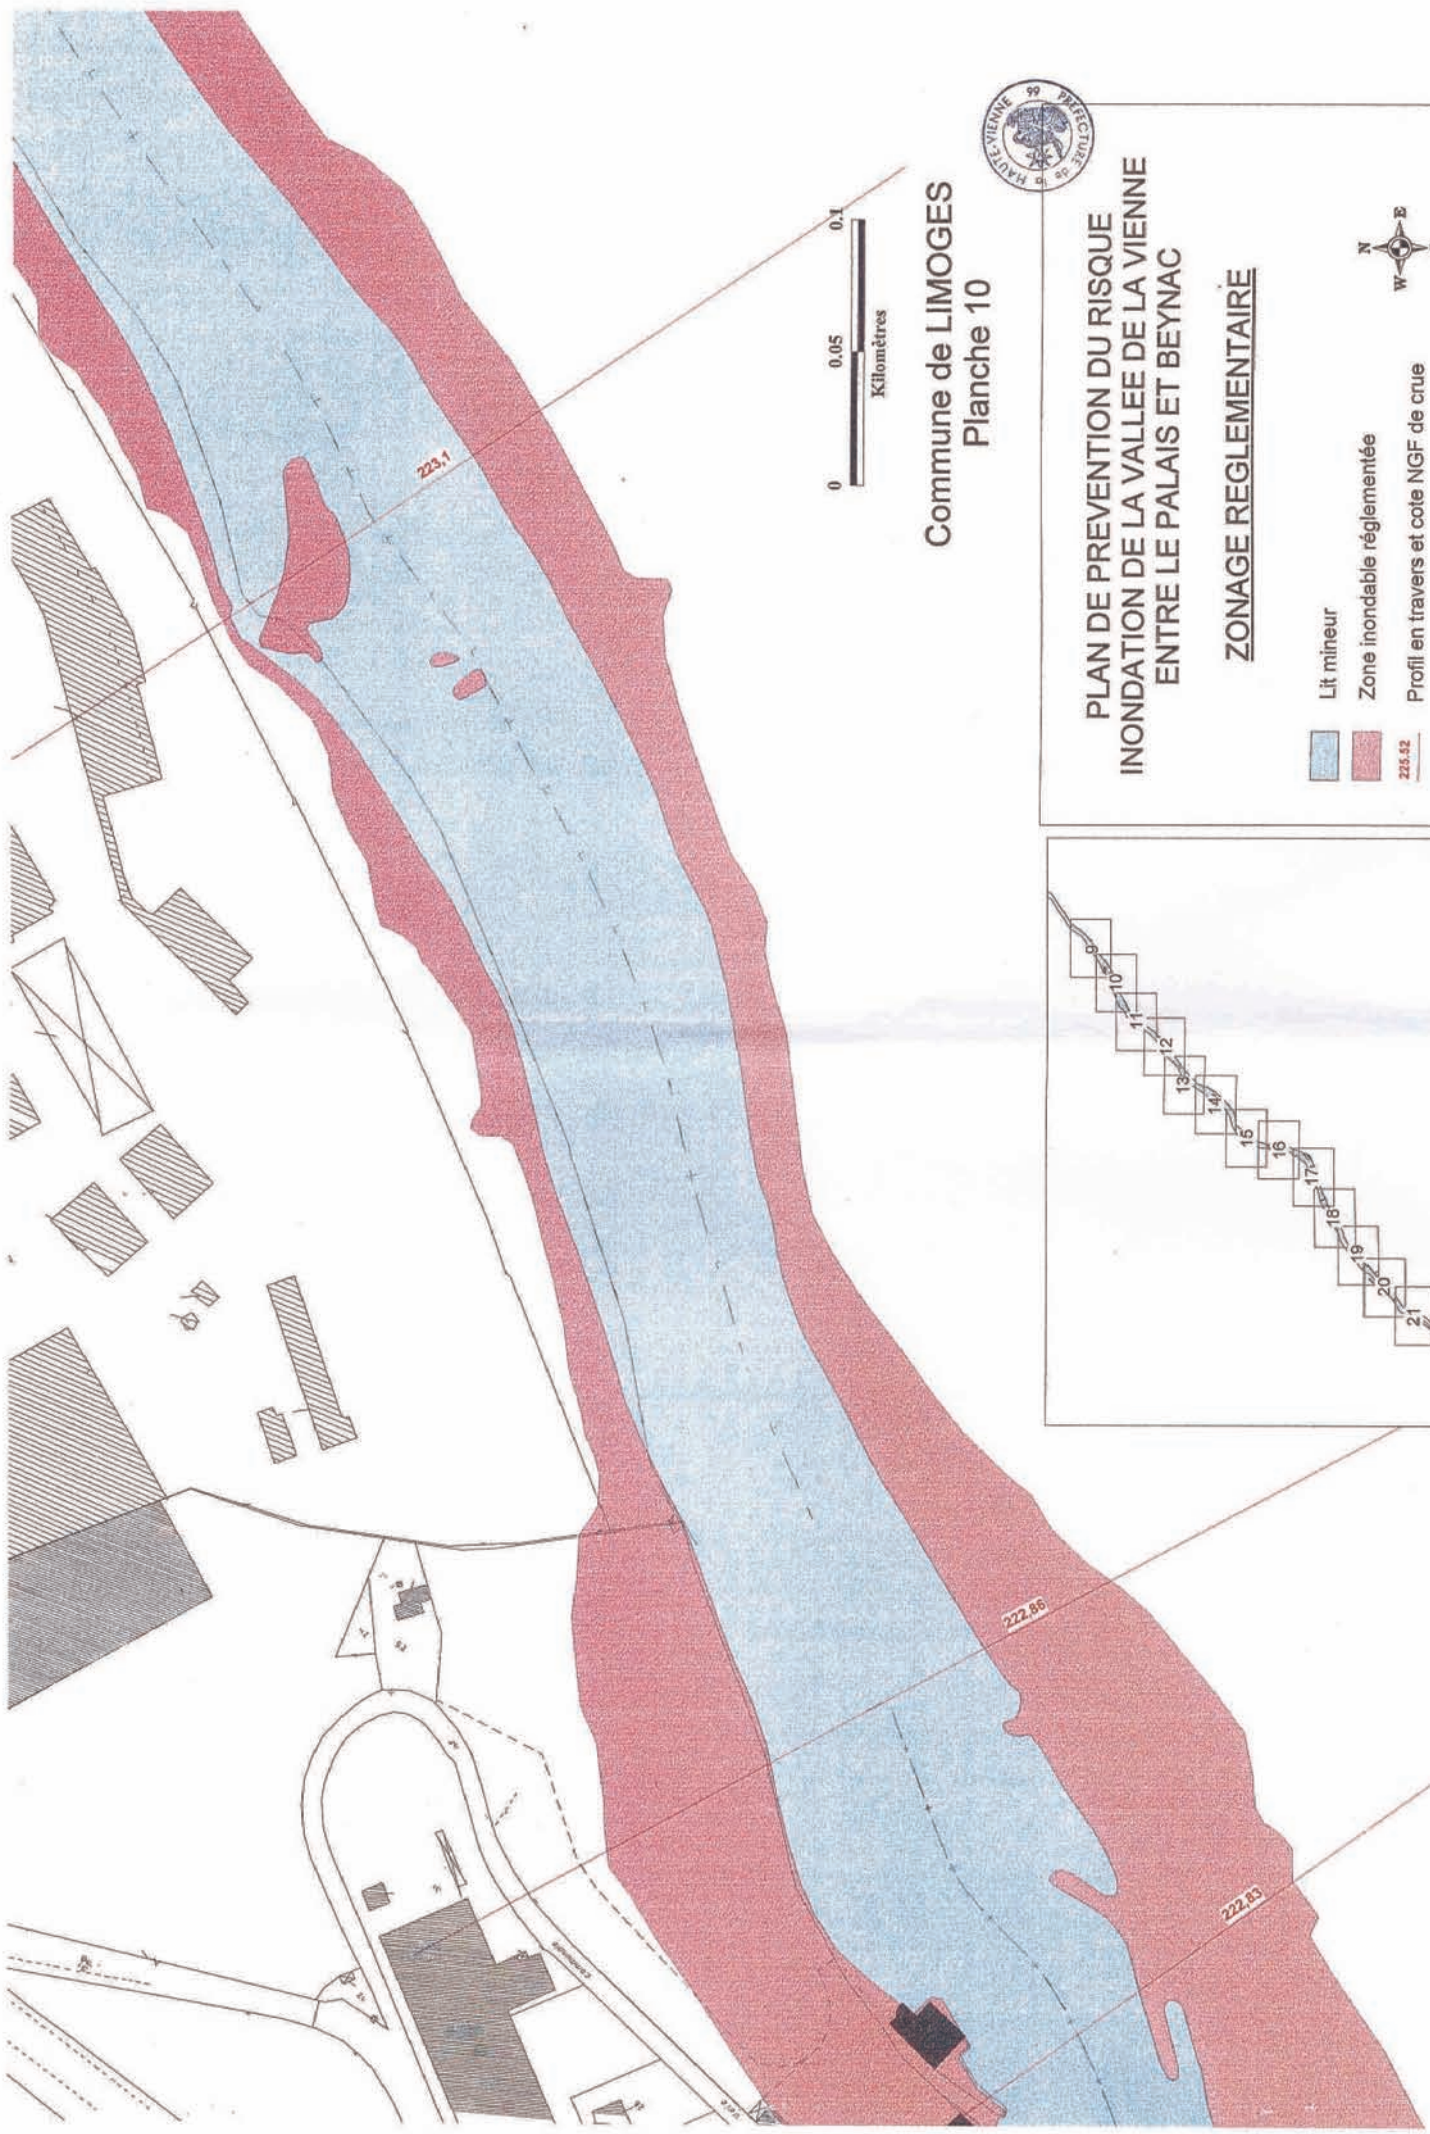 223,1
222,86
222,83
0 0.05 0.1
Kilomètres
Commune de LIMOGES
Planche 10
PREFECTURE de la HAUTE-VIENNE 99
PLAN DE PREVENTION DU RISQUE
INONDATION DE LA VALLEE DE LA VIENNE
ENTRE LE PALAIS ET BEYNAC
ZONAGE REGLEMENTAIRE
Lit mineur
Zone inondable réglementée
225.52 Profil en travers et cote NGF de crue
N
W E
9
10
11
12
13
14
15
16
17
18
19
20
21